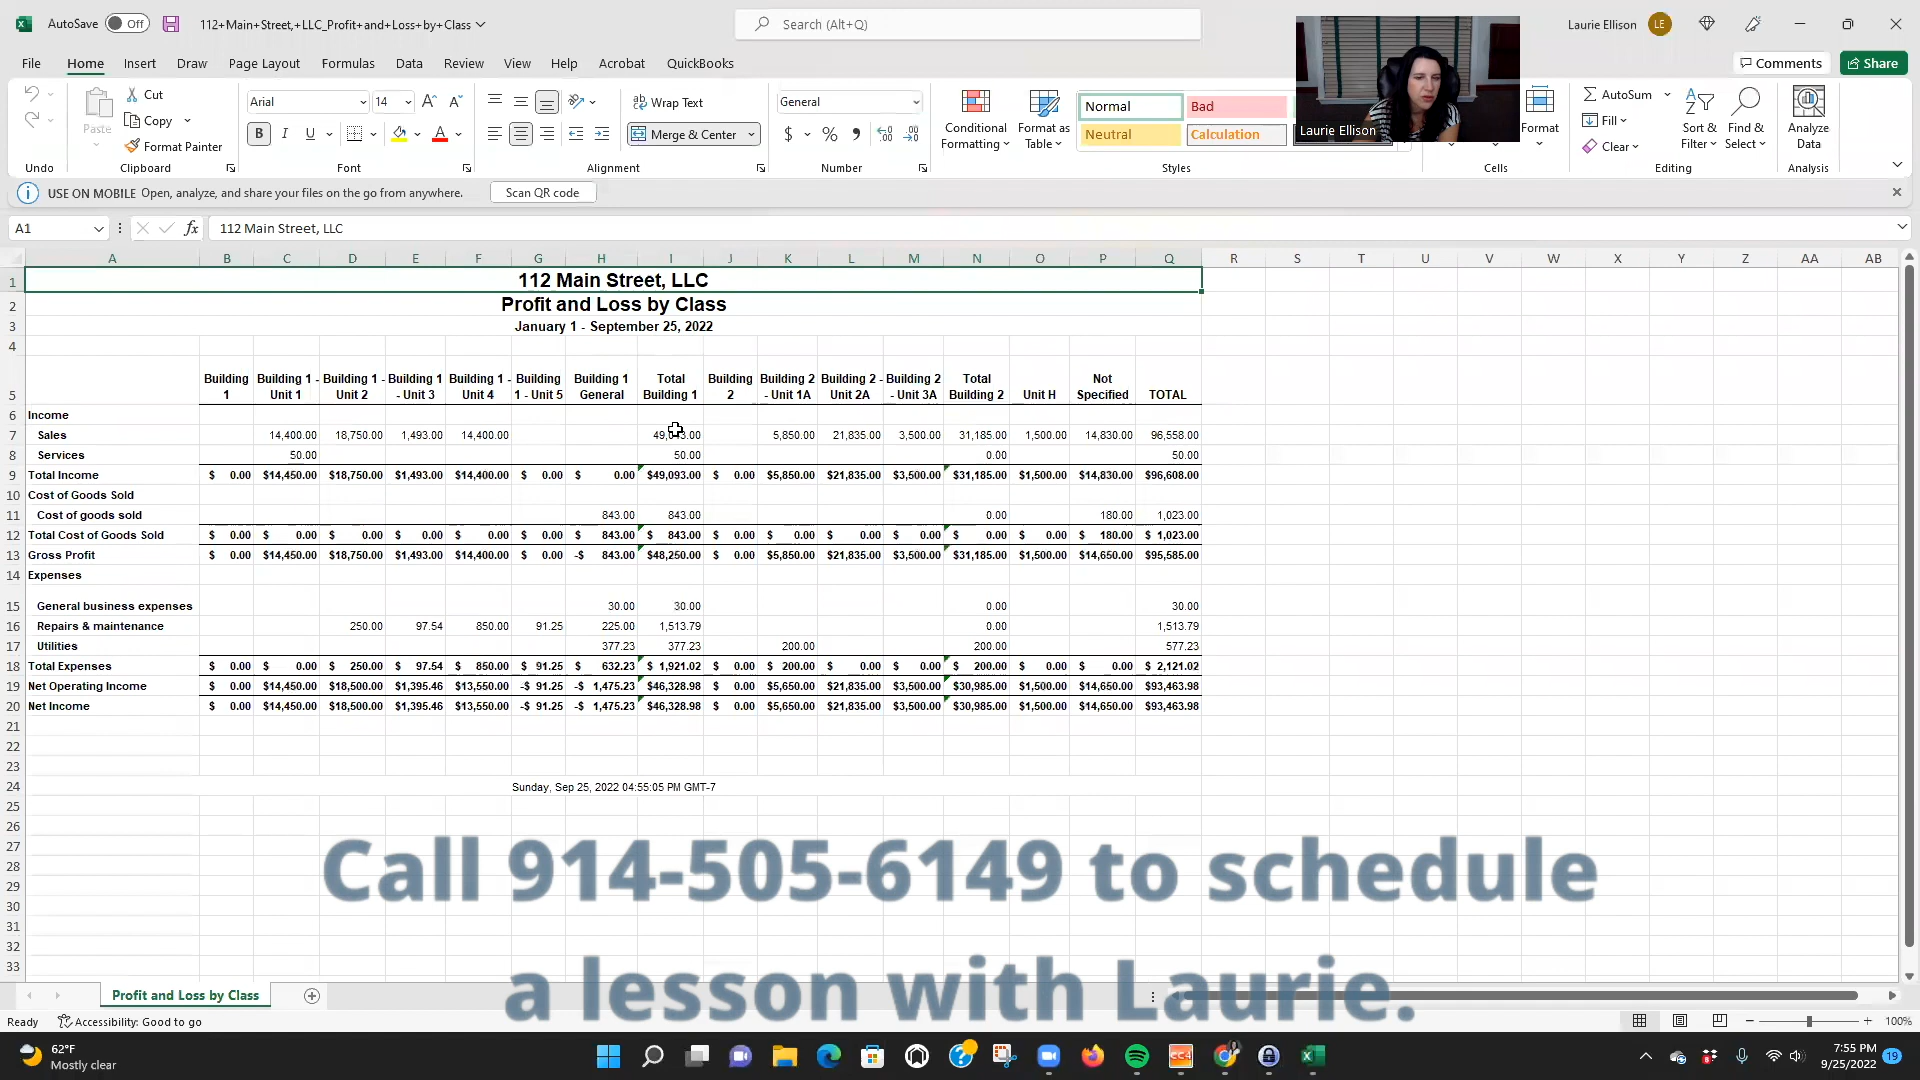 AutoSave Off 112+Main+Street,+LLC_Profit+and+Loss+by+Class Search (Alt+Q) Laurie Ellison LE
File Home Insert Draw Page Layout Formulas Data Review View Help Acrobat QuickBooks Comments Share
Cut Arial 14 Wrap Text General Normal Bad AutoSum
Paste Copy Conditional Formatting Format as Table Format Fill Sort & Filter Find & Select Analyze Data
Format Painter B I U Merge & Center $ % Neutral Calculation Laurie Ellison Clear
Undo Clipboard Font Alignment Number Styles Cells Editing Analysis
USE ON MOBILE Open, analyze, and share your files on the go from anywhere. Scan QR code
A1 fx 112 Main Street, LLC
A B C D E F G H I J K L M N O P Q R S T U V W X Y Z AA AB
1 112 Main Street, LLC
2 Profit and Loss by Class
3 January 1 - September 25, 2022
4
5 Building 1 Building 1 - Unit 1 Building 1 - Unit 2 Building 1 - Unit 3 Building 1 - Unit 4 Building 1 - Unit 5 Building 1 General Total Building 1 Building 2 Building 2 - Unit 1A Building 2 - Unit 2A Building 2 - Unit 3A Total Building 2 Unit H Not Specified TOTAL
6 Income
7 Sales 14,400.00 18,750.00 1,493.00 14,400.00 5,850.00 21,835.00 3,500.00 31,185.00 1,500.00 14,830.00 96,558.00
8 Services 50.00 50.00 0.00 50.00
9 Total Income $ 0.00 $14,450.00 $18,750.00 $1,493.00 $14,400.00 $ 0.00 $ 0.00 $49,093.00 $ 0.00 $5,850.00 $21,835.00 $3,500.00 $31,185.00 $1,500.00 $14,830.00 $96,608.00
10 Cost of Goods Sold
11 Cost of goods sold 843.00 843.00 0.00 180.00 1,023.00
12 Total Cost of Goods Sold $ 0.00 $ 0.00 $ 0.00 $ 0.00 $ 0.00 $ 0.00 $ 843.00 $ 843.00 $ 0.00 $ 0.00 $ 0.00 $ 0.00 $ 0.00 $ 0.00 $ 180.00 $ 1,023.00
13 Gross Profit $ 0.00 $14,450.00 $18,750.00 $1,493.00 $14,400.00 $ 0.00 -$ 843.00 $48,250.00 $ 0.00 $5,850.00 $21,835.00 $3,500.00 $31,185.00 $1,500.00 $14,650.00 $95,585.00
14 Expenses
15 General business expenses 30.00 30.00 0.00 30.00
16 Repairs & maintenance 250.00 97.54 850.00 91.25 225.00 1,513.79 0.00 1,513.79
17 Utilities 377.23 377.23 200.00 200.00 577.23
18 Total Expenses $ 0.00 $ 0.00 $ 250.00 $ 97.54 $ 850.00 $ 91.25 $ 632.23 $ 1,921.02 $ 0.00 $ 200.00 $ 0.00 $ 0.00 $ 200.00 $ 0.00 $ 0.00 $ 2,121.02
19 Net Operating Income $ 0.00 $14,450.00 $18,500.00 $1,395.46 $13,550.00 -$ 91.25 -$ 1,475.23 $46,328.98 $ 0.00 $5,650.00 $21,835.00 $3,500.00 $30,985.00 $1,500.00 $14,650.00 $93,463.98
20 Net Income $ 0.00 $14,450.00 $18,500.00 $1,395.46 $13,550.00 -$ 91.25 -$ 1,475.23 $46,328.98 $ 0.00 $5,650.00 $21,835.00 $3,500.00 $30,985.00 $1,500.00 $14,650.00 $93,463.98
21
22
23
24 Sunday, Sep 25, 2022 04:55:05 PM GMT-7
25
26
27
28
29
30
31
32
33
Call 914-505-6149 to schedule
a lesson with Laurie.
Profit and Loss by Class
Ready Accessibility: Good to go 100%
62°F
Mostly clear
CC4
7:55 PM
9/25/2022 19